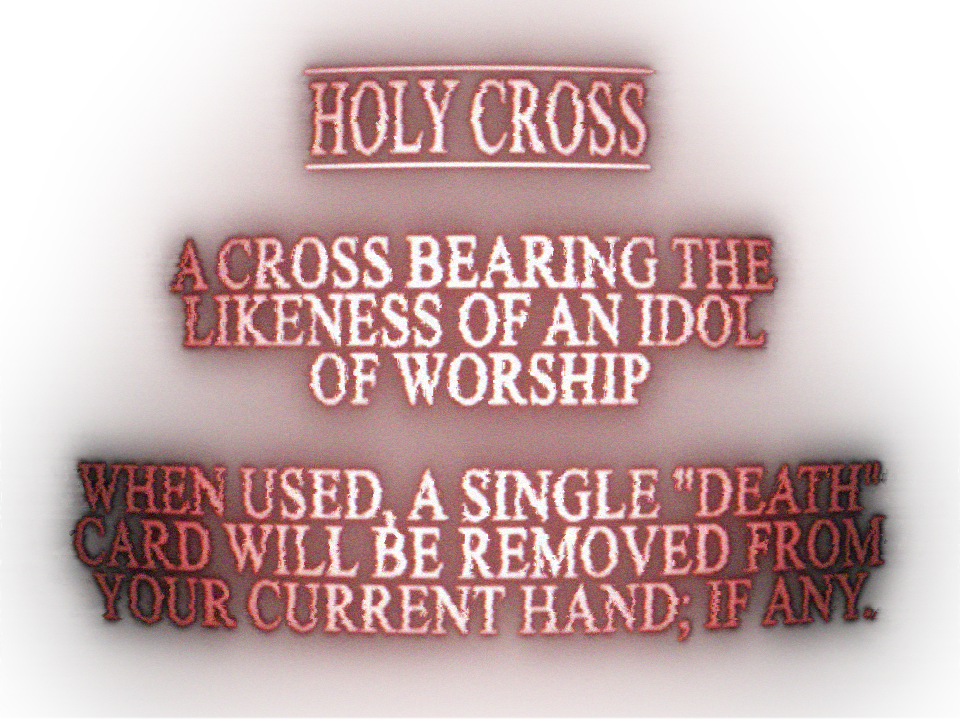 HOLY CROSS
A CROSS BEARING THE
LIKENESS OF AN IDOL
OF WORSHIP
WHEN USED, A SINGLE "DEATH"
CARD WILL BE REMOVED FROM
YOUR CURRENT HAND; IF ANY.